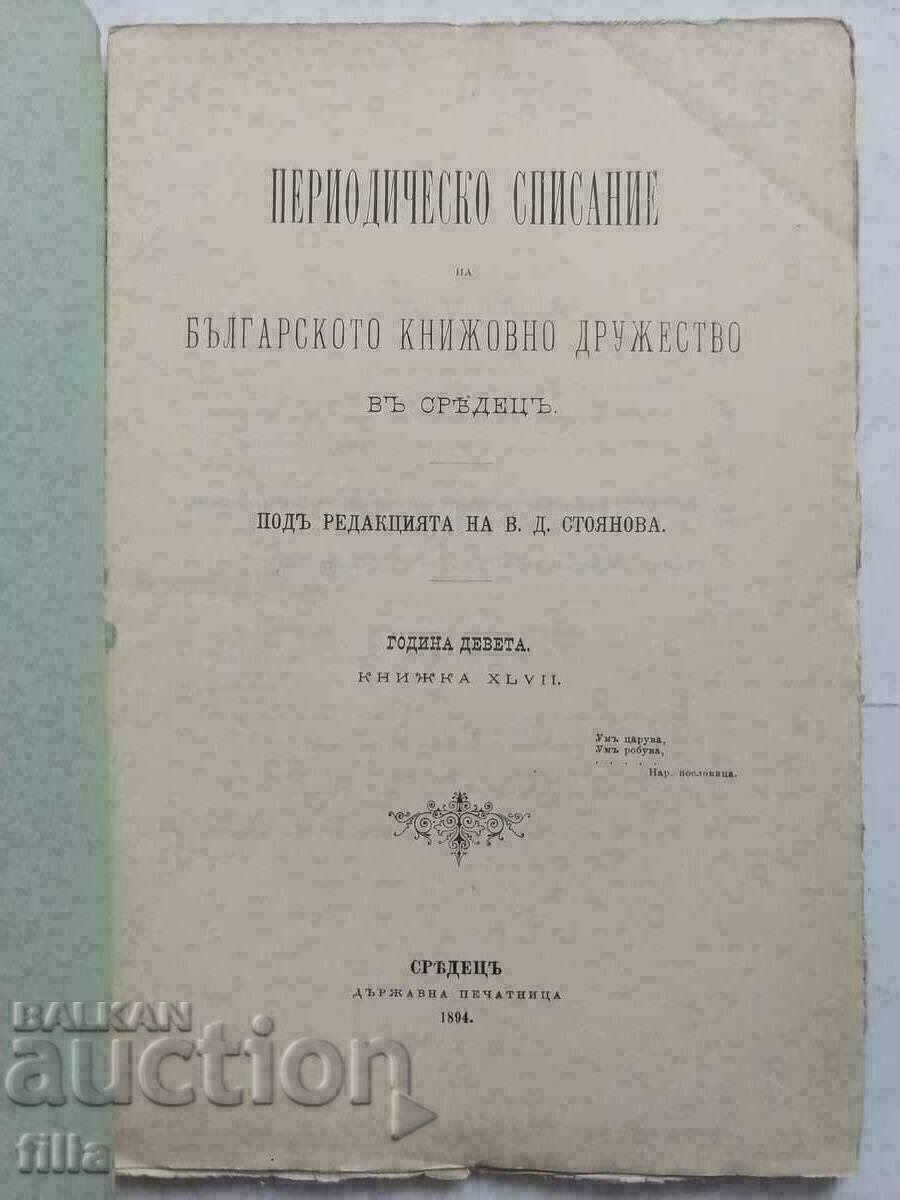 ПЕРИОДИЧЕСКО СПИСАНИЕ
НА
БЪЛГАРСКОТО КНИЖОВНО ДРУЖЕСТВО
ВЪ СРѢДЕЦЪ.
ПОДЪ РЕДАКЦИЯТА НА В. Д. СТОЯНОВА.
ГОДИНА ДЕВЕТА.
КНИЖКА XLVII.
Умъ царува,
Умъ робува,
. . . . . .
Нар. пословица.
СРѢДЕЦЪ
ДЪРЖАВНА ПЕЧАТНИЦА
1894.
BALKAN
auction
filla